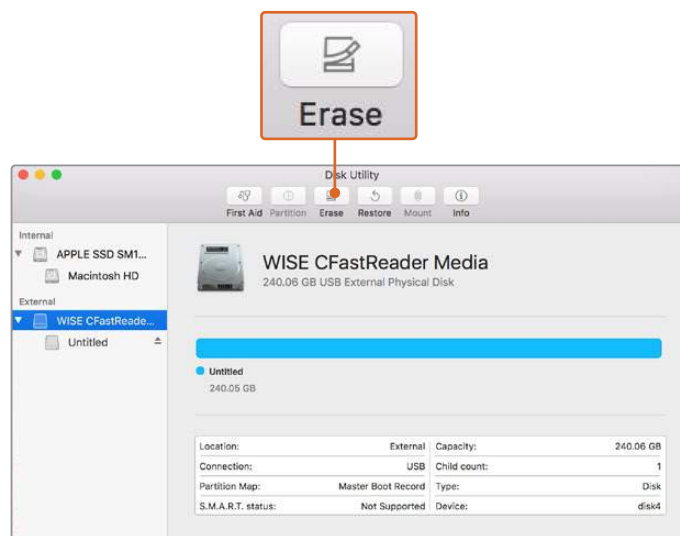 Erase
Disk Utility
First Aid Partition Erase Restore Mount Info
Internal
APPLE SSD SM1...
Macintosh HD
External
WISE CFastReade...
Untitled
WISE CFastReader Media
240.06 GB USB External Physical Disk
Untitled
240.05 GB
Location: External Capacity: 240.06 GB
Connection: USB Child count: 1
Partition Map: Master Boot Record Type: Disk
S.M.A.R.T. status: Not Supported Device: disk4